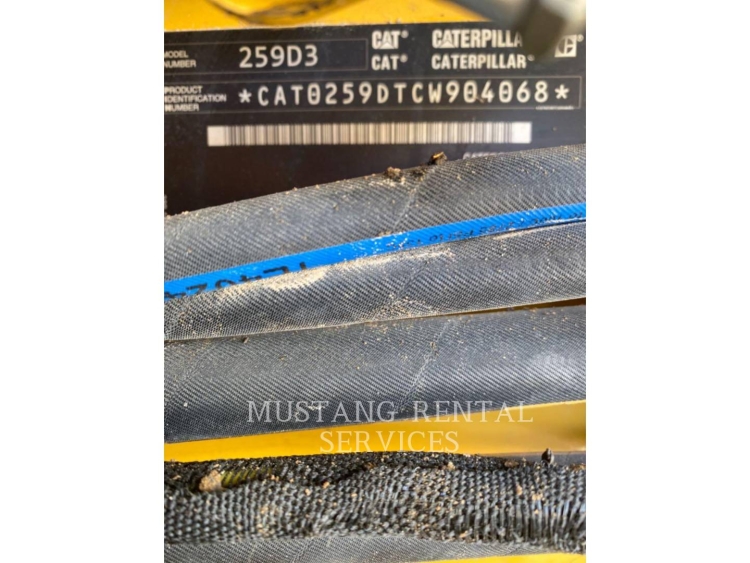 MODEL NUMBER 259D3 CAT® CATERPILLAR
CAT® CATERPILLAR®
PRODUCT IDENTIFICATION NUMBER *CAT0259DTCW904068*
MUSTANG RENTAL
SERVICES